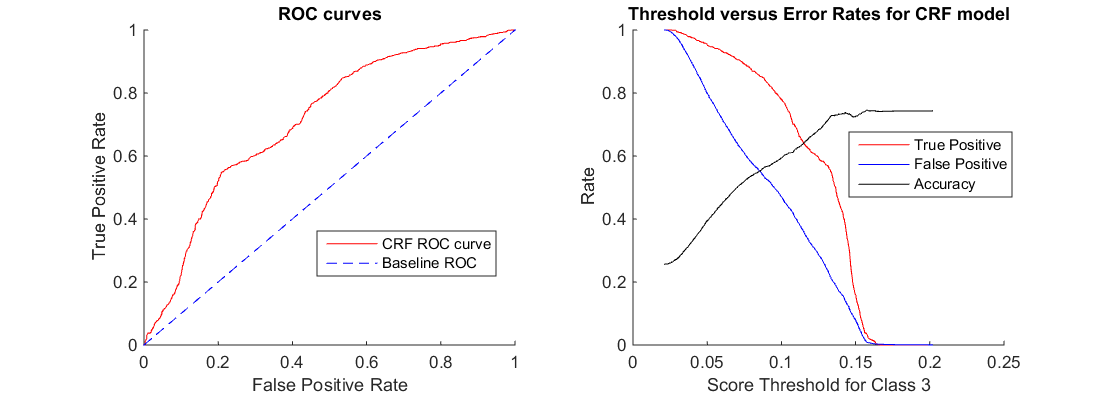 ROC curves
True Positive Rate
1
0.8
0.6
0.4
0.2
0
CRF ROC curve
Baseline ROC
0 0.2 0.4 0.6 0.8 1
False Positive Rate
Threshold versus Error Rates for CRF model
Rate
1
0.8
0.6
0.4
0.2
0
True Positive
False Positive
Accuracy
0 0.05 0.1 0.15 0.2 0.25
Score Threshold for Class 3